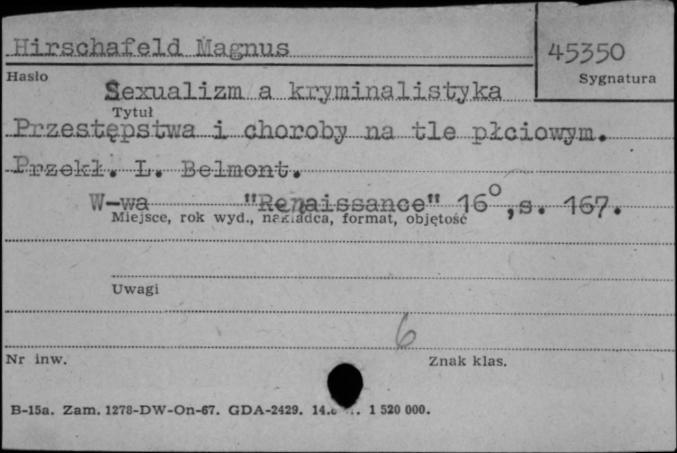 Hirschafeld Magnus
45350
Hasło
Sygnatura
Sexualizm a kryminalistyka
Tytuł
Przestępstwa i choroby na tle płciowym.
Przekł. L. Belmont.
W-wa "Renaissance" 16°, s. 167.
Miejsce, rok wyd., nakładca, format, objętość
Uwagi
6
Nr inw.
Znak klas.
B-15a. Zam. 1278-DW-On-67. GDA-2429. 1 520 000.